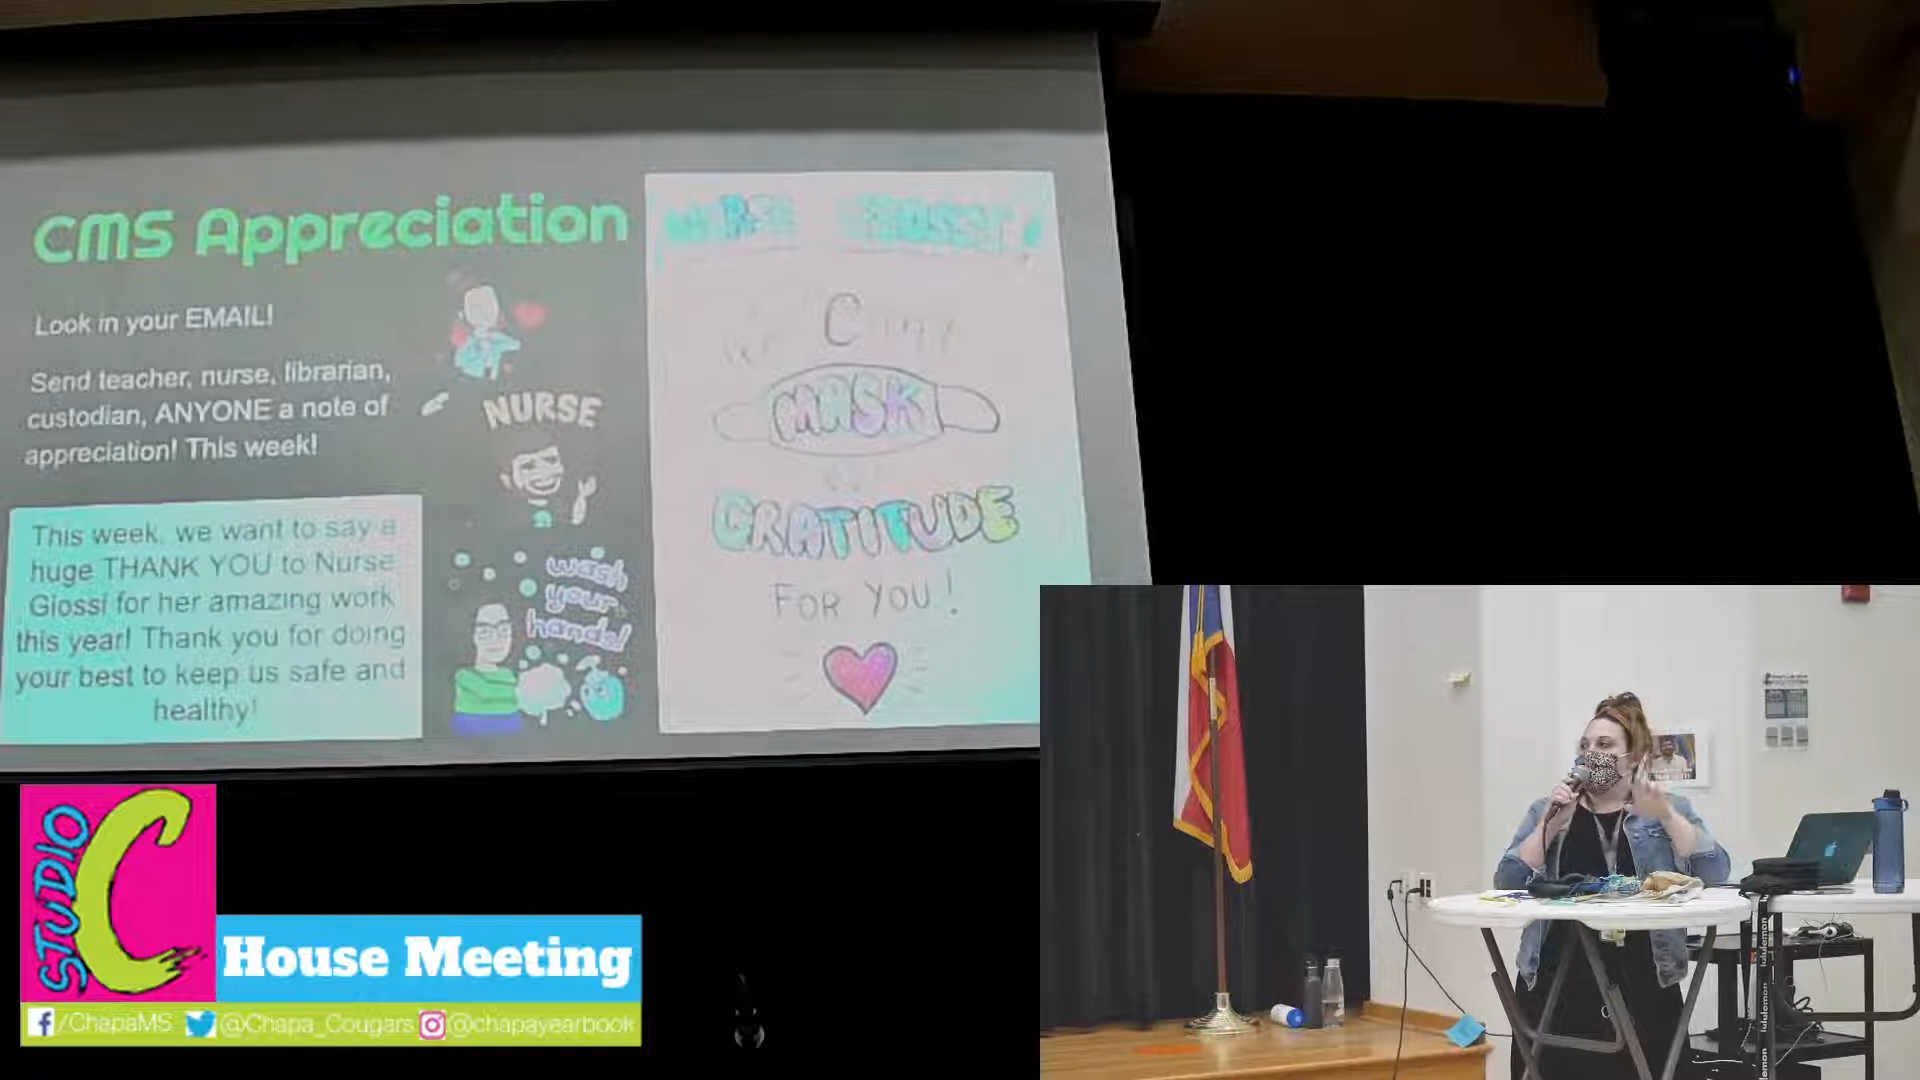 CMS Appreciation
Look in your EMAIL!
Send teacher, nurse, librarian,
custodian, ANYONE a note of
appreciation! This week!
This week, we want to say a
huge THANK YOU to Nurse
Giossi for her amazing work
this year! Thank you for doing
your best to keep us safe and
healthy!
NURSE
wash
your
hands!
MASK
GRATITUDE
FOR YOU!
STUDIO C
House Meeting
/ChapaMS @Chapa_Cougars @chapayearbook
lululemon
lululemon